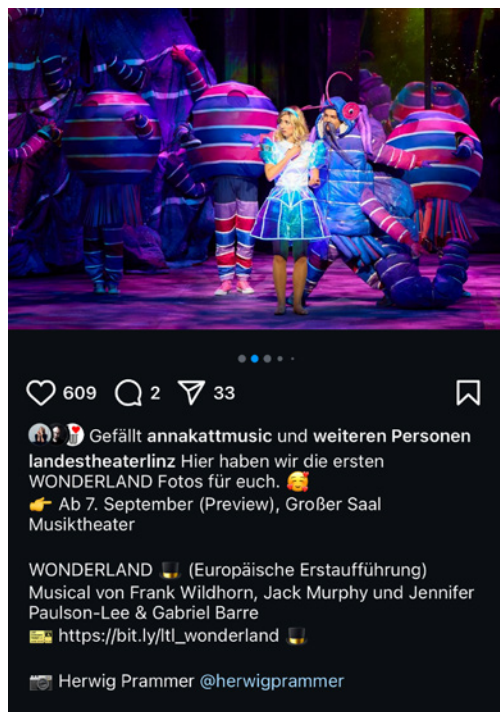 609 2 33
Gefällt annakattmusic und weiteren Personen
landestheaterlinz Hier haben wir die ersten
WONDERLAND Fotos für euch. 🥰
👉 Ab 7. September (Preview), Großer Saal
Musiktheater
WONDERLAND 🎩 (Europäische Erstaufführung)
Musical von Frank Wildhorn, Jack Murphy und Jennifer
Paulson-Lee & Gabriel Barre
🎫 https://bit.ly/ltl_wonderland 🎩
📷 Herwig Prammer @herwigprammer